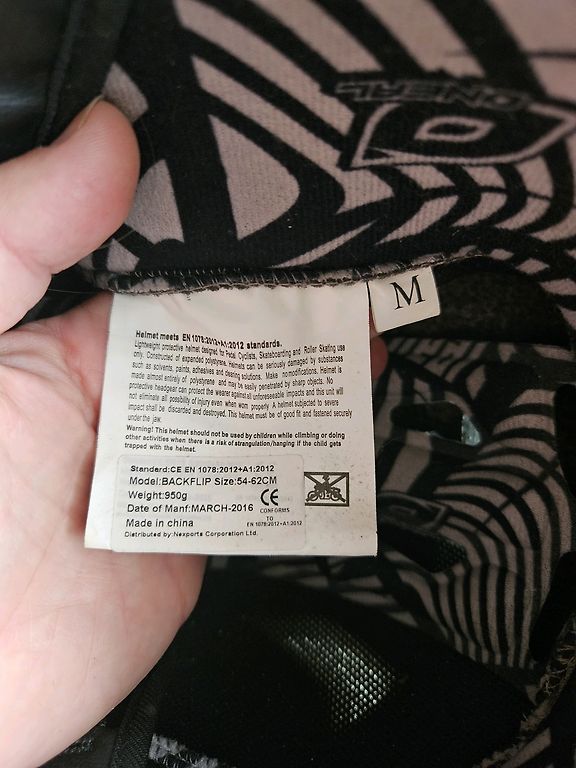 ONEAL
M
Helmet meets EN1078:2012+A1:2012 standards.
Lightweight protective helmet designed for Pedal Cyclists, Skateboarding and Roller Skating use
only. Constructed of expanded polystyrene. Helmets can be seriously damaged by substances
such as solvents, paints, adhesives and cleaning solutions. Make no modifications. Helmet is
made almost entirely of polystyrene and may be easily penetrated by sharp objects. No
protective headgear can protect the wearer against all unforeseeable impacts and this unit will
not eliminate all possibility of injury even when worn properly. A helmet subjected to severe
impact shall be discarded and destroyed. This helmet must be of good fit and fastened securely
under the jaw.
Warning! This helmet should not be used by children while climbing or doing
other activities when there is a risk of strangulation/hanging if the child gets
trapped with the helmet.
Standard:CE EN 1078:2012+A1:2012
Model:BACKFLIP Size:54-62CM
Weight:950g
Date of Manf:MARCH-2016
Made in china
Distributed by:Nexports Corporation Ltd.
CE
CONFORMS
TO
EN 1078:2012+A1:2012